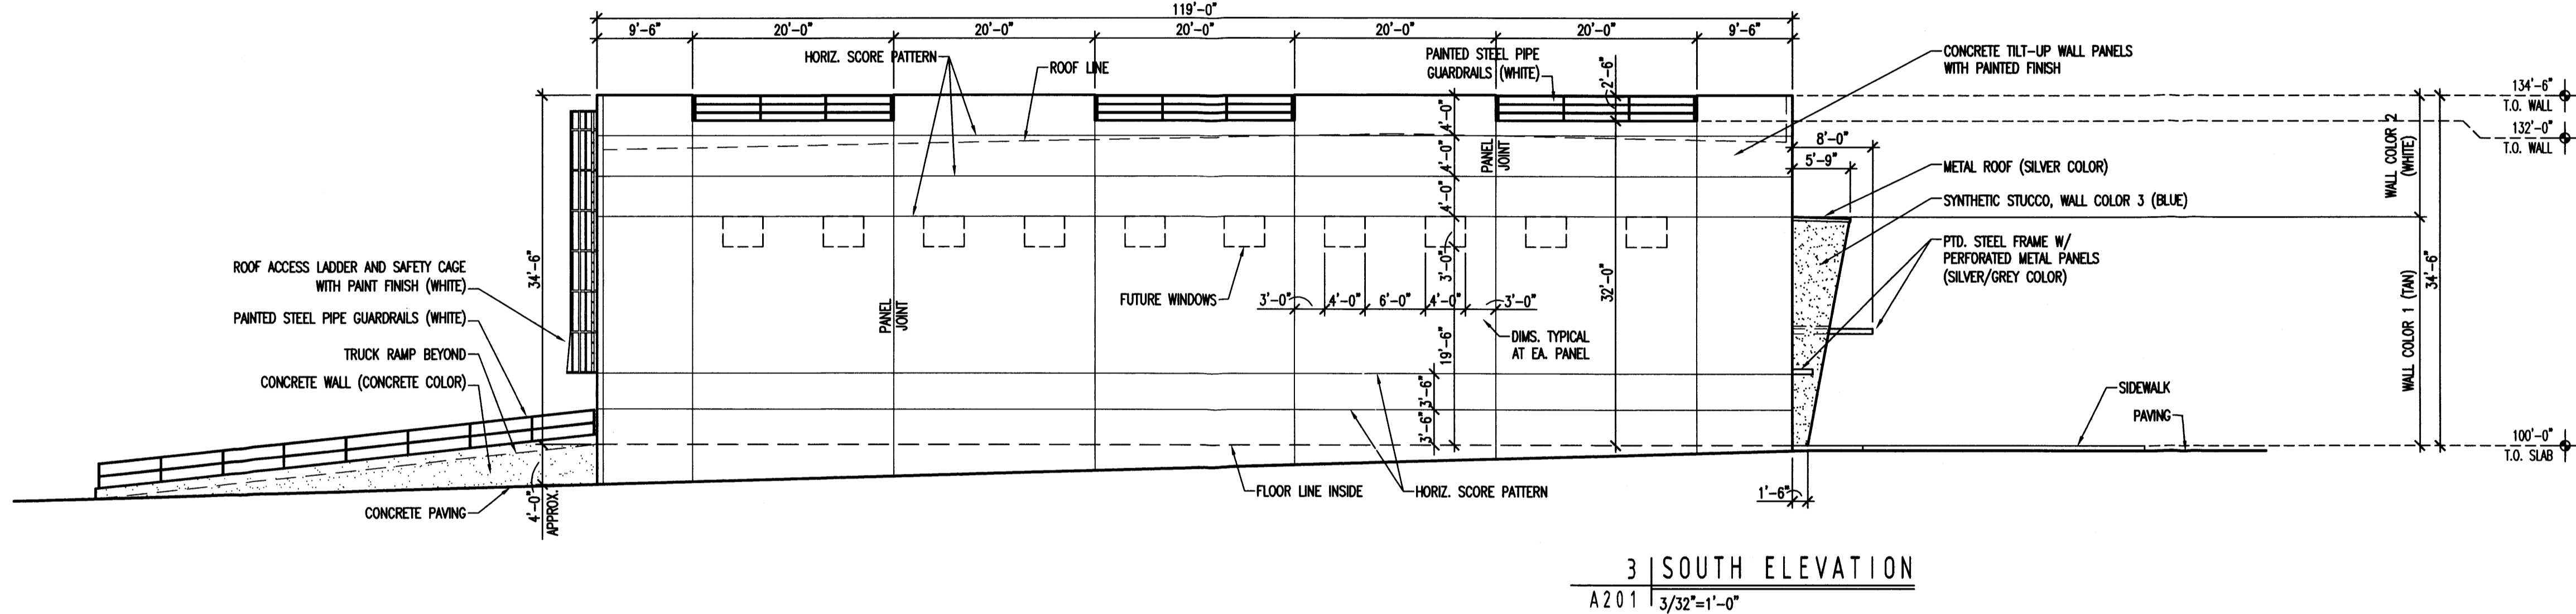 119'-0"
9'-6" 20'-0" 20'-0" 20'-0" 20'-0" 20'-0" 9'-6"
HORIZ. SCORE PATTERN
ROOF LINE
PAINTED STEEL PIPE
GUARDRAILS (WHITE)
2'-6"
CONCRETE TILT-UP WALL PANELS
WITH PAINTED FINISH
134'-6"
T.O. WALL
132'-0"
T.O. WALL
4'-0"
4'-0"
4'-0"
PANEL
JOINT
8'-0"
5'-9"
WALL COLOR 2
(WHITE)
METAL ROOF (SILVER COLOR)
SYNTHETIC STUCCO, WALL COLOR 3 (BLUE)
PTD. STEEL FRAME W/
PERFORATED METAL PANELS
(SILVER/GREY COLOR)
34'-6"
ROOF ACCESS LADDER AND SAFETY CAGE
WITH PAINT FINISH (WHITE)
PAINTED STEEL PIPE GUARDRAILS (WHITE)
TRUCK RAMP BEYOND
CONCRETE WALL (CONCRETE COLOR)
PANEL
JOINT
FUTURE WINDOWS
3'-0"
3'-0" 4'-0" 6'-0" 4'-0" 3'-0"
32'-0"
DIMS. TYPICAL
AT EA. PANEL
19'-6"
3'-6"
3'-6"
WALL COLOR 1 (TAN)
34'-6"
SIDEWALK
PAVING
100'-0"
T.O. SLAB
CONCRETE PAVING
4'-0"
APPROX.
FLOOR LINE INSIDE
HORIZ. SCORE PATTERN
1'-6"
3 SOUTH ELEVATION
A201 3/32"=1'-0"